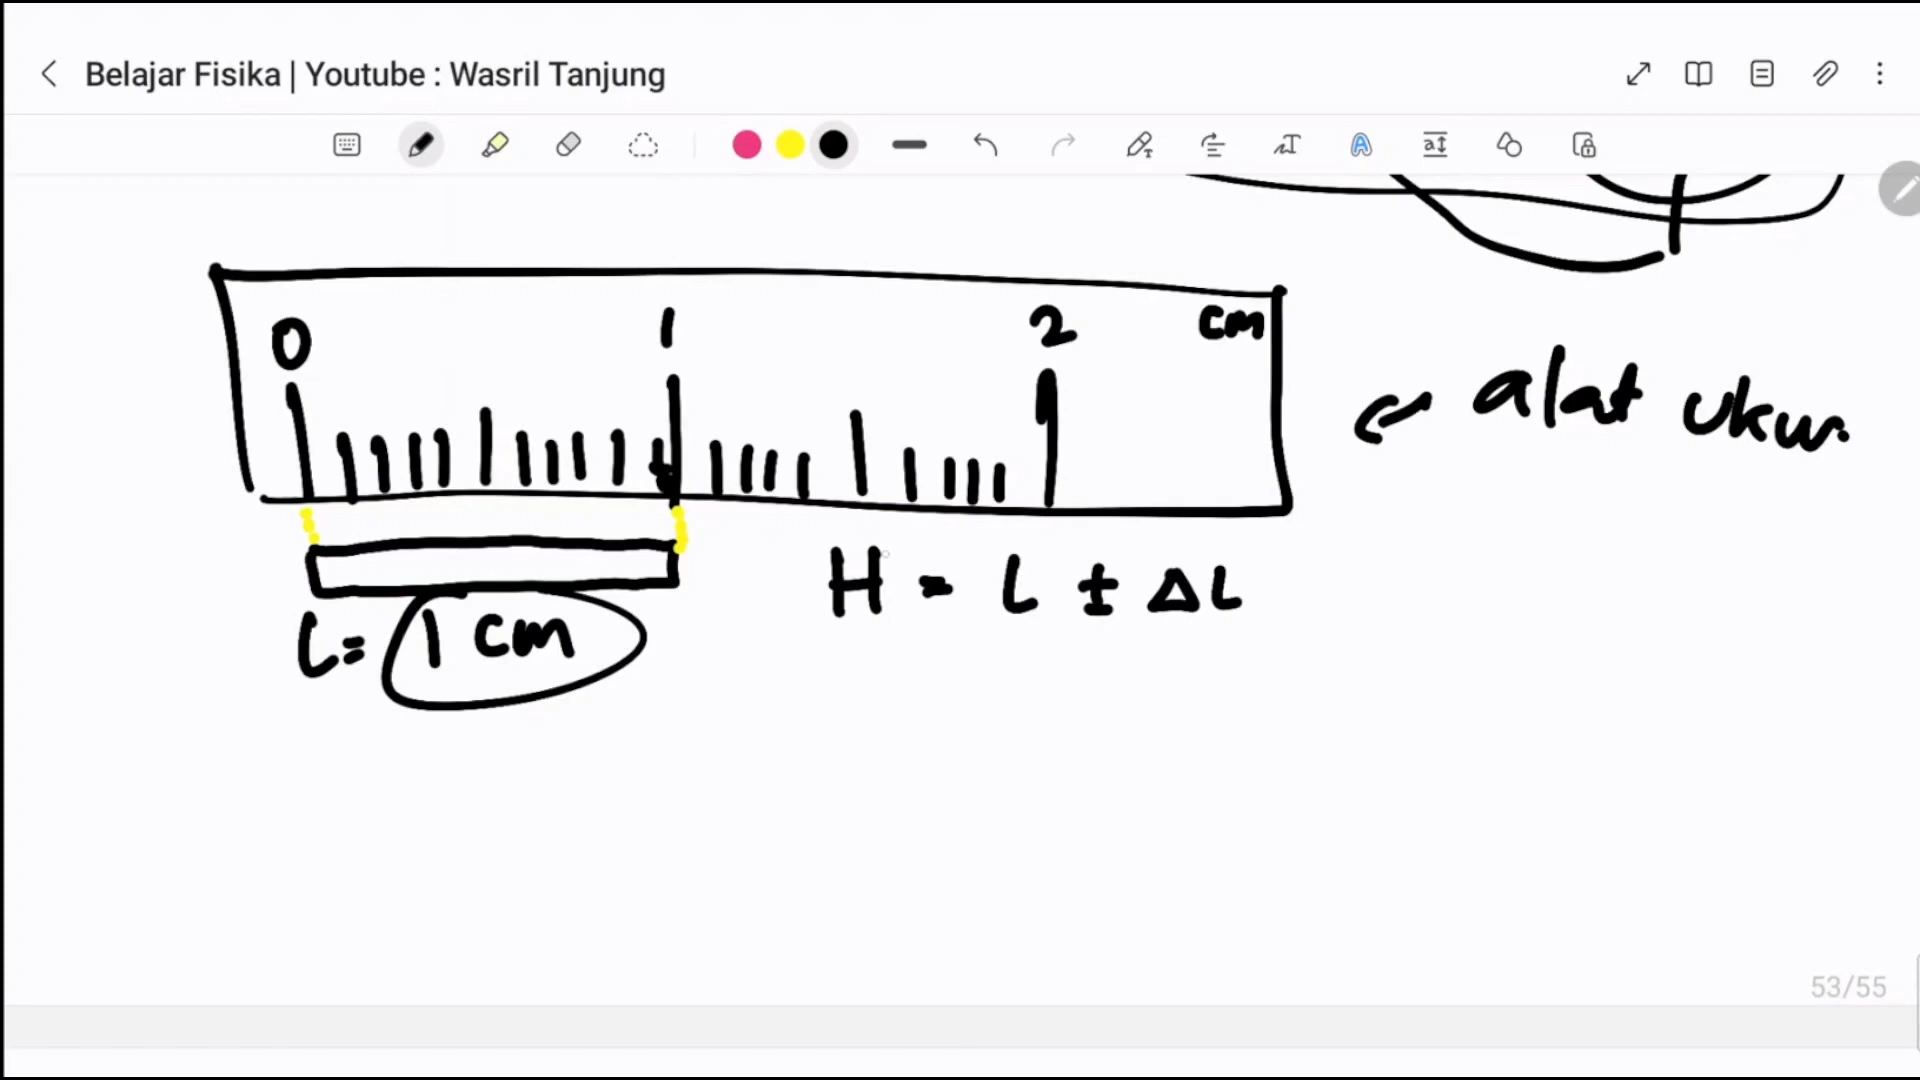 Belajar Fisika | Youtube : Wasril Tanjung
0 1 2 cm
alat ukur
H = L ± ΔL
L = 1 cm
53/55